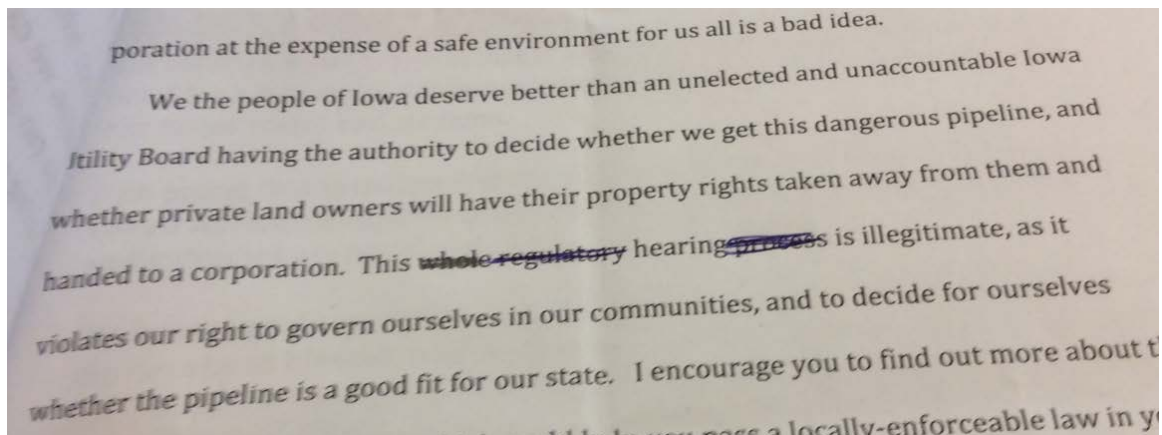 poration at the expense of a safe environment for us all is a bad idea.
We the people of Iowa deserve better than an unelected and unaccountable Iowa
Jtility Board having the authority to decide whether we get this dangerous pipeline, and
whether private land owners will have their property rights taken away from them and
handed to a corporation. This whole regulatory hearing process is illegitimate, as it
violates our right to govern ourselves in our communities, and to decide for ourselves
whether the pipeline is a good fit for our state. I encourage you to find out more about t
pass a locally-enforceable law in y